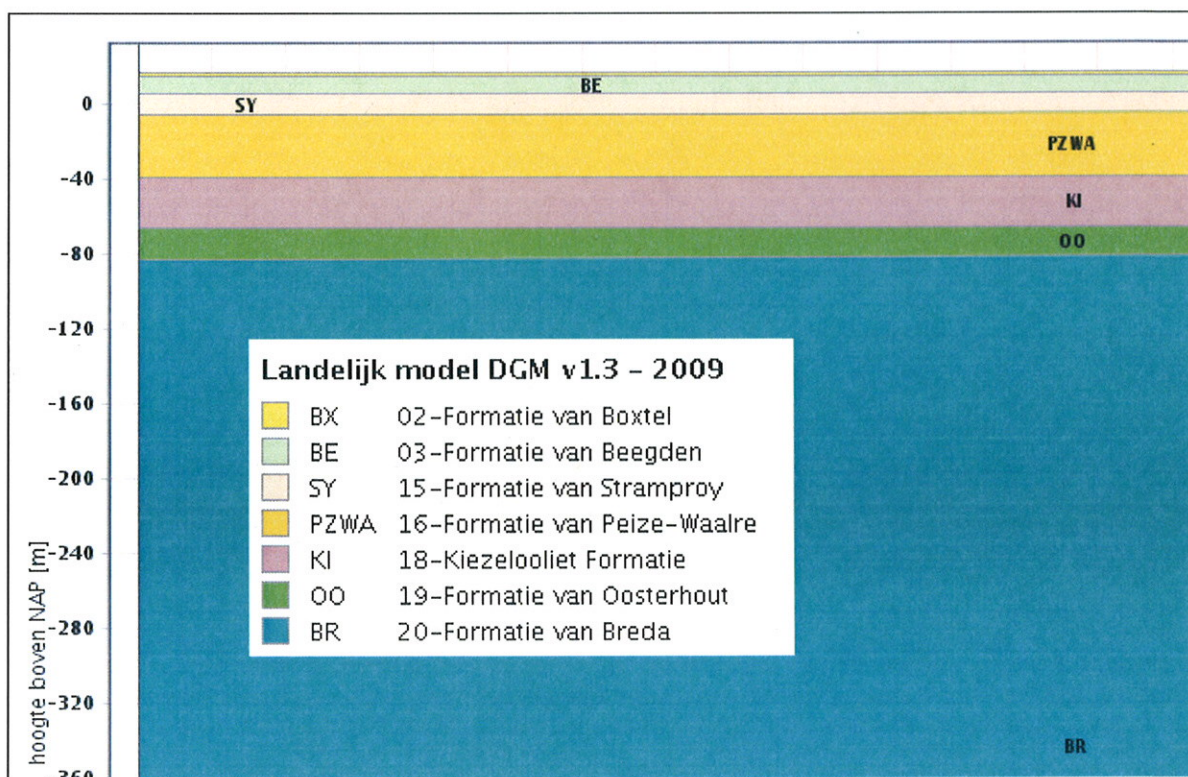 BE
0
SY
PZWA
-40
KI
OO
-80
-120
Landelijk model DGM v1.3 - 2009
-160
BX 02-Formatie van Boxtel
BE 03-Formatie van Beegden
-200
SY 15-Formatie van Stramproy
PZWA 16-Formatie van Peize-Waalre
-240
KI 18-Kiezelooliet Formatie
OO 19-Formatie van Oosterhout
-280
BR 20-Formatie van Breda
hoogte boven NAP [m]
-320
BR
-360